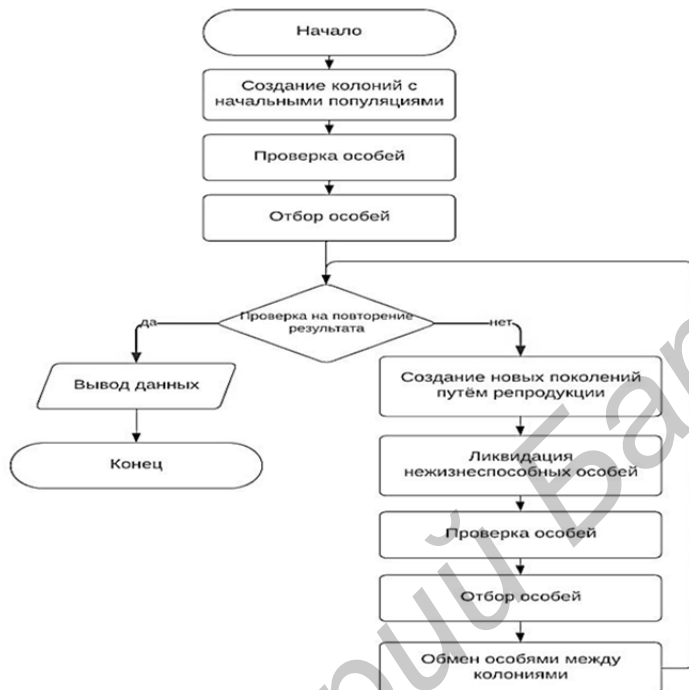 Начало
Создание колоний с
начальными популяциями
Проверка особей
Отбор особей
Проверка на повторение
результата
да
нет
Вывод данных
Конец
Создание новых поколений
путём репродукции
Ликвидация
нежизнеспособных особей
Проверка особей
Отбор особей
Обмен особями между
колониями